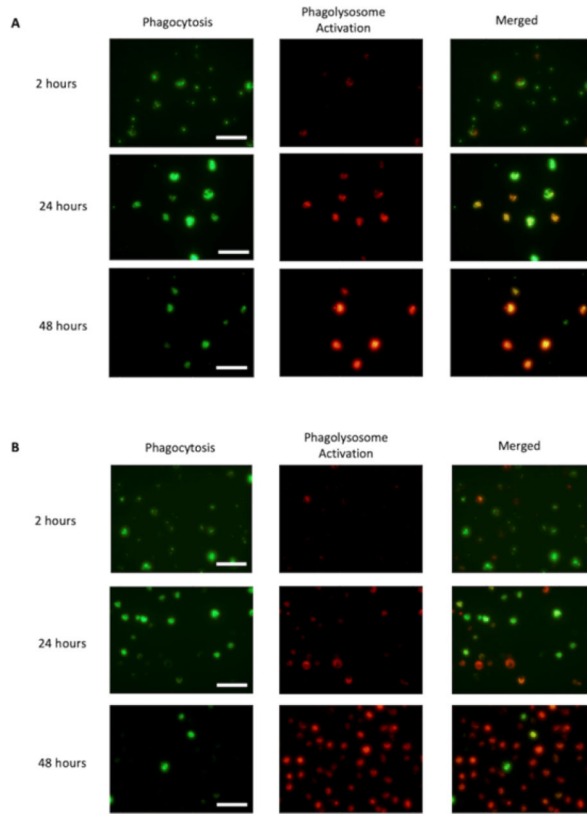 A
Phagocytosis
Phagolysosome
Activation
Merged
2 hours
24 hours
48 hours
B
Phagocytosis
Phagolysosome
Activation
Merged
2 hours
24 hours
48 hours